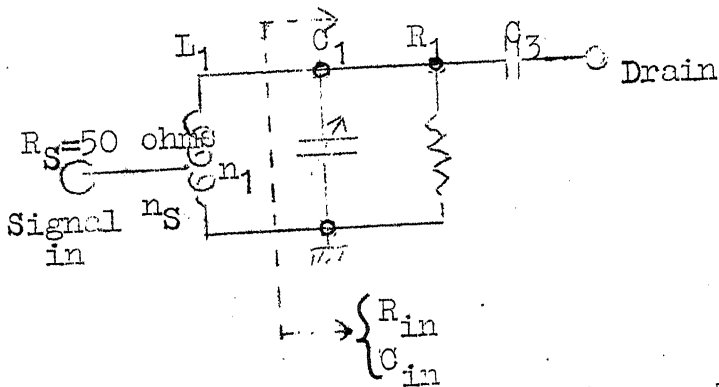 L1
C1
R1
C3
Drain
RS=50 ohms
n1
nS
Signal
in
Rin
Cin